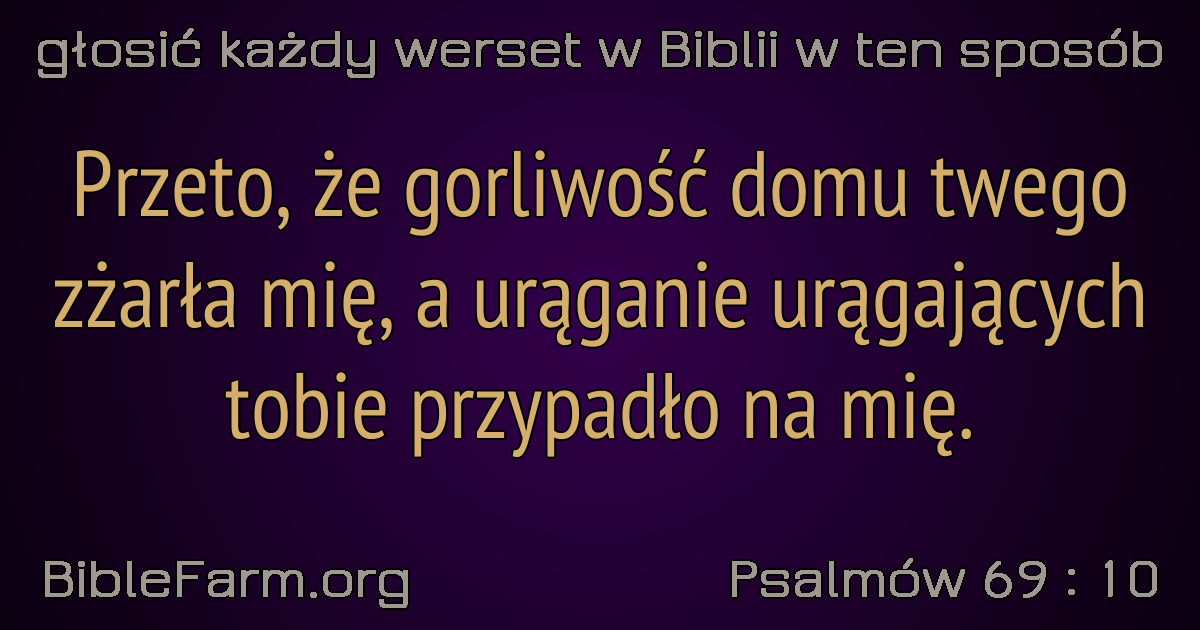 głosić każdy werset w Biblii w ten sposób
Przeto, że gorliwość domu twego
zżarła mię, a urąganie urągających
tobie przypadło na mię.
BibleFarm.org
Psalmów 69 : 10